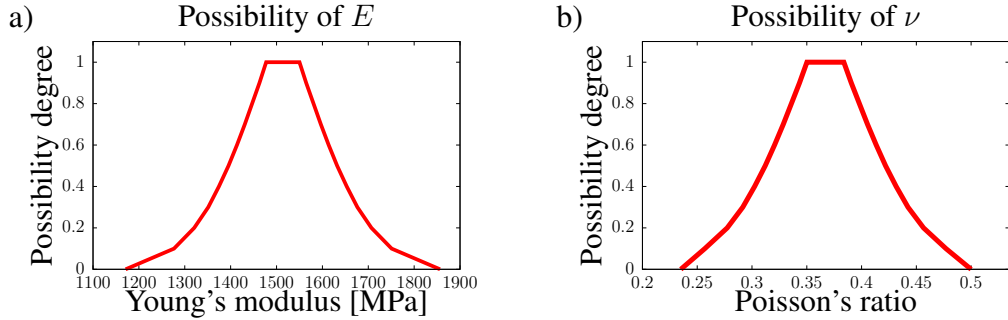 a)
Possibility of E
Possibility degree
1
0.8
0.6
0.4
0.2
0
1100 1200 1300 1400 1500 1600 1700 1800 1900
Young's modulus [MPa]
b)
Possibility of ν
Possibility degree
1
0.8
0.6
0.4
0.2
0
0.2 0.25 0.3 0.35 0.4 0.45 0.5
Poisson's ratio